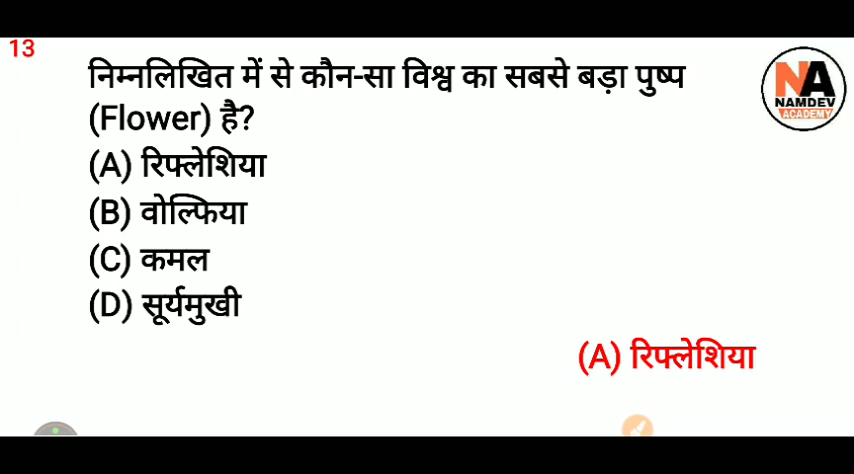 13
निम्नलिखित में से कौन-सा विश्व का सबसे बड़ा पुष्प
(Flower) है?
(A) रिफ्लेशिया
(B) वोल्फिया
(C) कमल
(D) सूर्यमुखी
(A) रिफ्लेशिया
NA
NAMDEV
ACADEMY